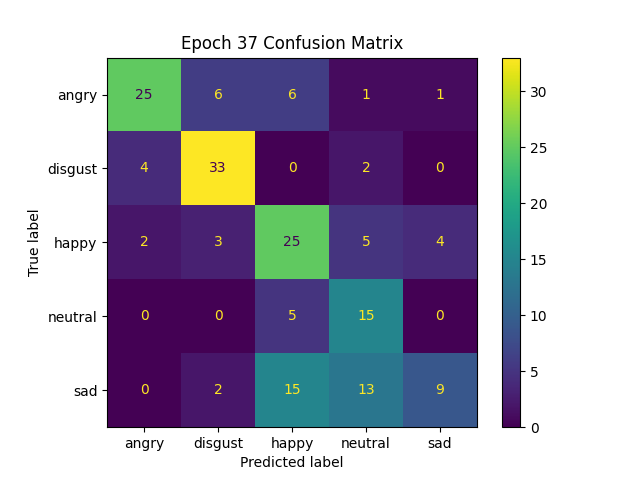 Epoch 37 Confusion Matrix
angry 25 6 6 1 1
disgust 4 33 0 2 0
happy 2 3 25 5 4
neutral 0 0 5 15 0
sad 0 2 15 13 9
angry disgust happy neutral sad
Predicted label
True label
30
25
20
15
10
5
0